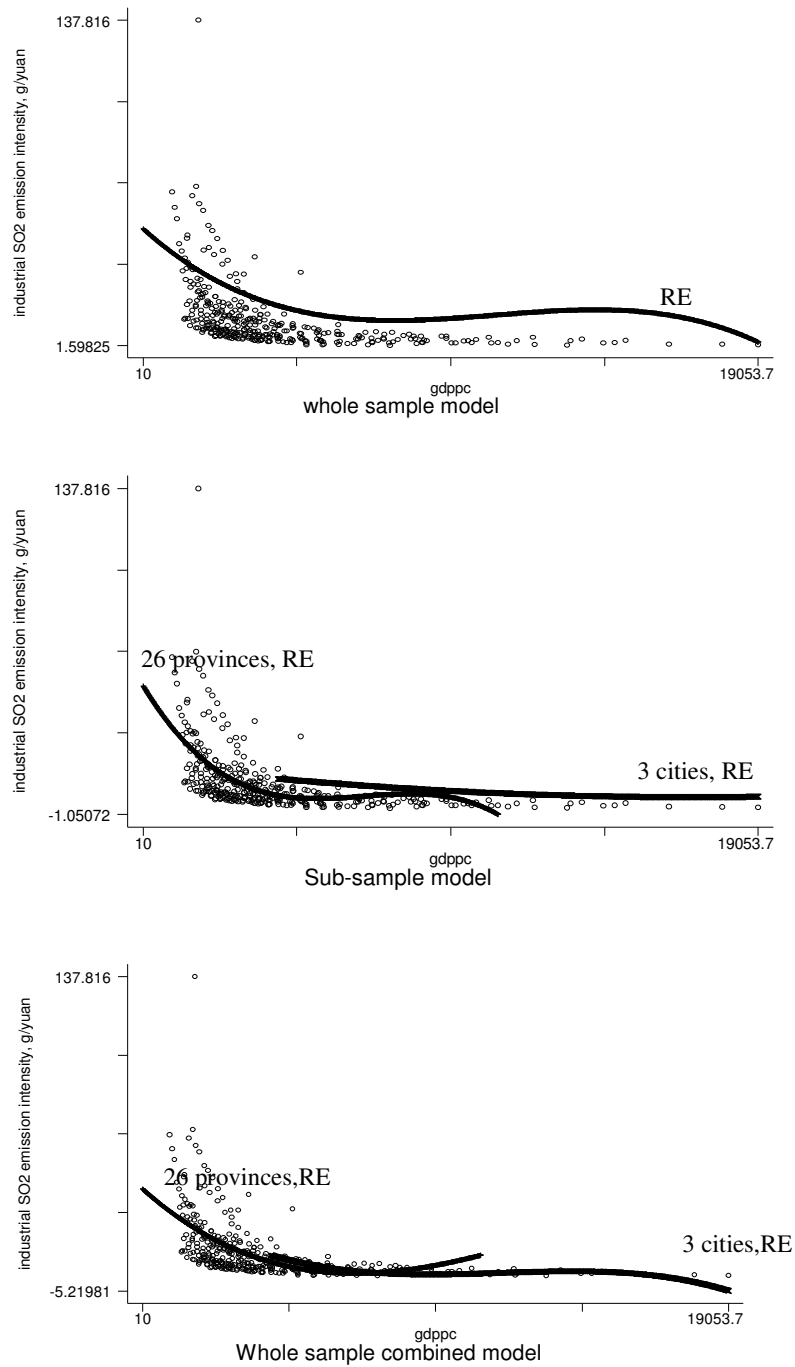 137.816
industrial SO2 emission intensity, g/yuan
RE
1.59825
10
19053.7
gdppc
whole sample model
137.816
industrial SO2 emission intensity, g/yuan
26 provinces, RE
3 cities, RE
-1.05072
10
19053.7
gdppc
Sub-sample model
137.816
industrial SO2 emission intensity, g/yuan
26 provinces,RE
3 cities,RE
-5.21981
10
19053.7
gdppc
Whole sample combined model